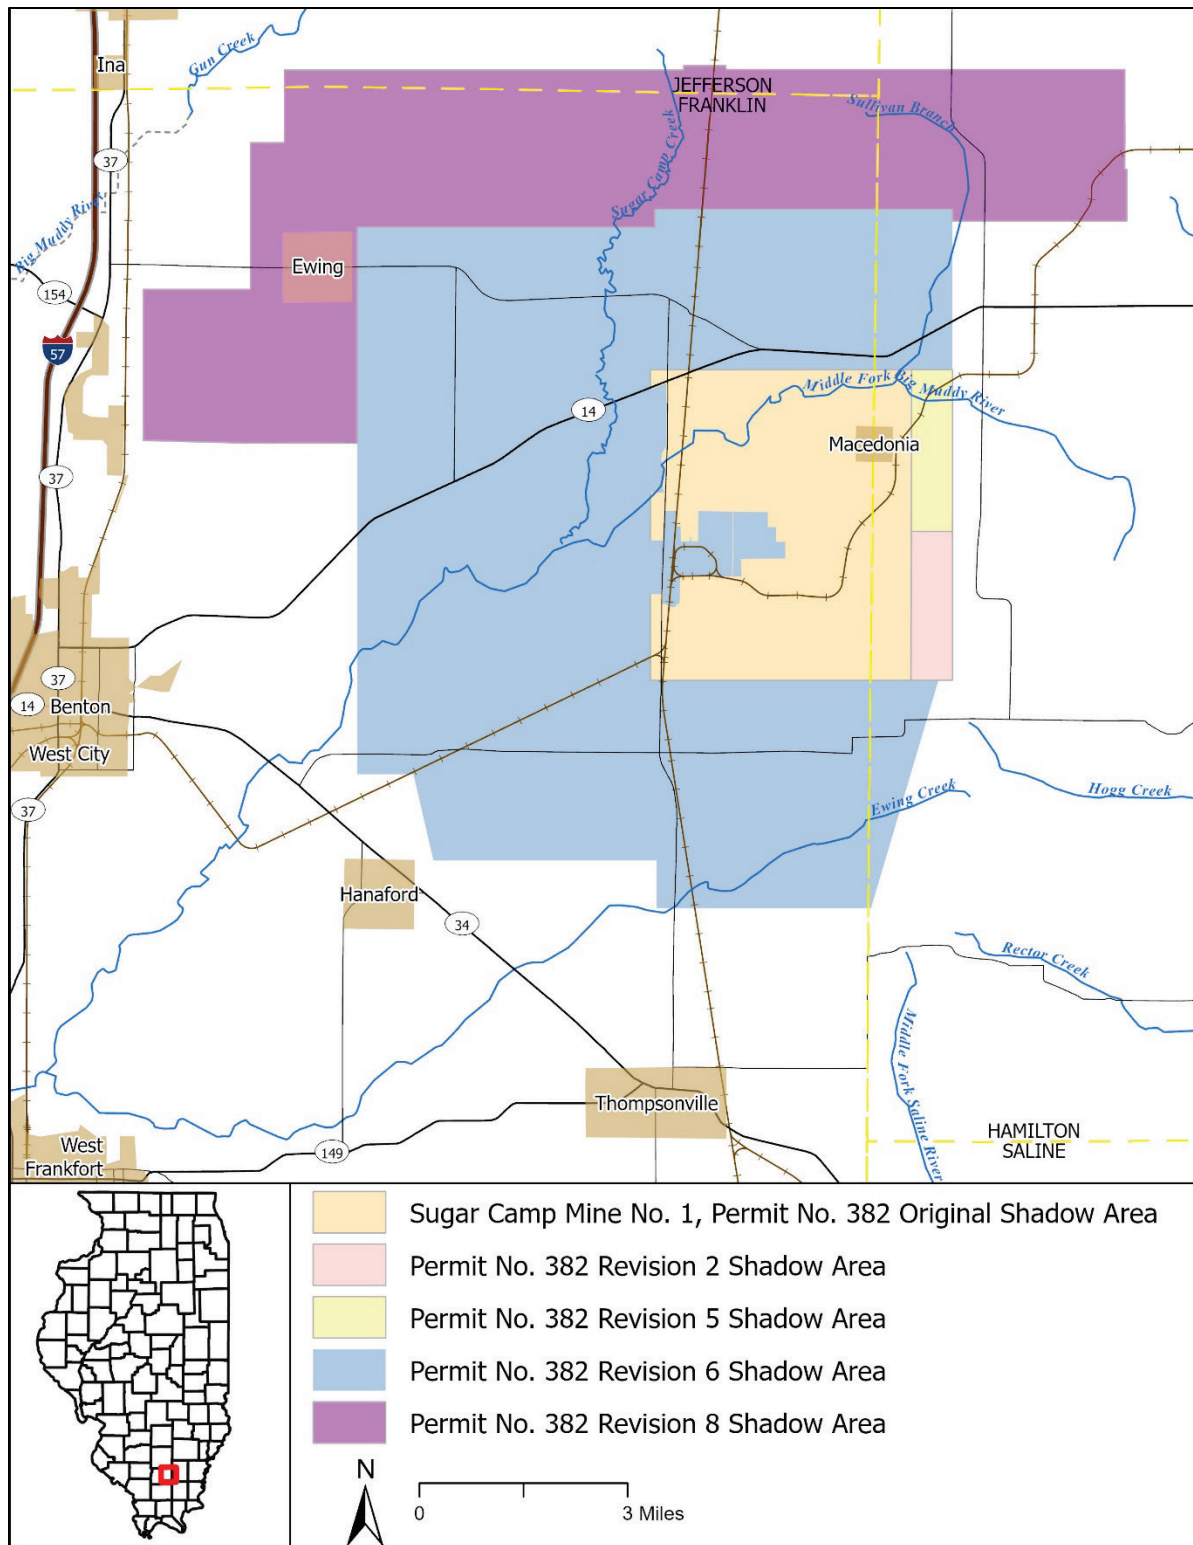 Ina
Gun Creek
JEFFERSON
FRANKLIN
Sullivan Branch
37
Sugar Camp Creek
Big Muddy River
Ewing
154
57
Middle Fork Big Muddy River
14
Macedonia
37
37
14
Benton
West City
37
Ewing Creek
Hogg Creek
Hanaford
34
Rector Creek
Middle Fork Saline River
Thompsonville
West
Frankfort
149
HAMILTON
SALINE
Sugar Camp Mine No. 1, Permit No. 382 Original Shadow Area
Permit No. 382 Revision 2 Shadow Area
Permit No. 382 Revision 5 Shadow Area
Permit No. 382 Revision 6 Shadow Area
Permit No. 382 Revision 8 Shadow Area
N
0 3 Miles